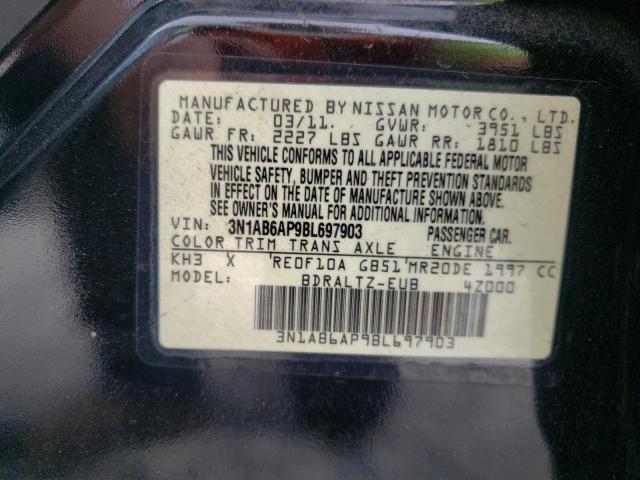 MANUFACTURED BY NISSAN MOTOR CO., LTD.
DATE: 03/11. GVWR: 3951 LBS
GAWR FR: 2227 LBS GAWR RR: 1810 LBS
THIS VEHICLE CONFORMS TO ALL APPLICABLE FEDERAL MOTOR
VEHICLE SAFETY, BUMPER AND THEFT PREVENTION STANDARDS
IN EFFECT ON THE DATE OF MANUFACTURE SHOWN ABOVE.
SEE OWNER'S MANUAL FOR ADDITIONAL INFORMATION.
VIN: 3N1AB6AP9BL697903 PASSENGER CAR.
COLOR TRIM TRANS AXLE ENGINE
KH3 X 'RE0F10A GB51'MR20DE 1997 CC
MODEL: BDRALTZ-EUB 4Z000
3N1AB6AP9BL697903